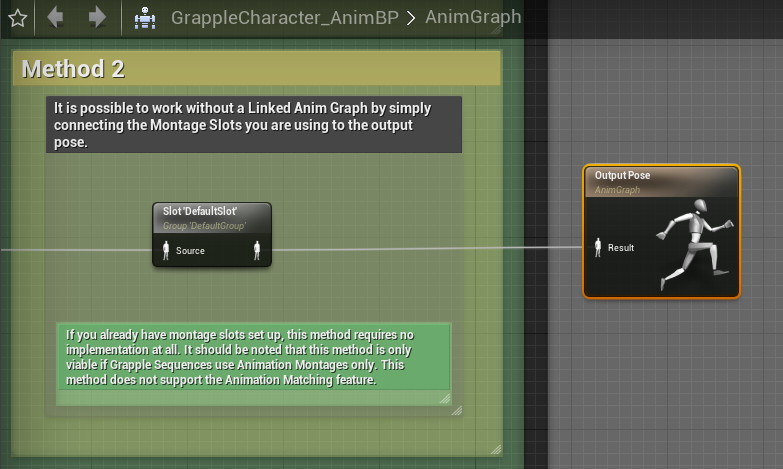 GrappleCharacter_AnimBP > AnimGraph
Method 2
It is possible to work without a Linked Anim Graph by simply
connecting the Montage Slots you are using to the output
pose.
Slot 'DefaultSlot'
Group 'DefaultGroup'
Source
Output Pose
AnimGraph
Result
If you already have montage slots set up, this method requires no
implementation at all. It should be noted that this method is only
viable if Grapple Sequences use Animation Montages only. This
method does not support the Animation Matching feature.